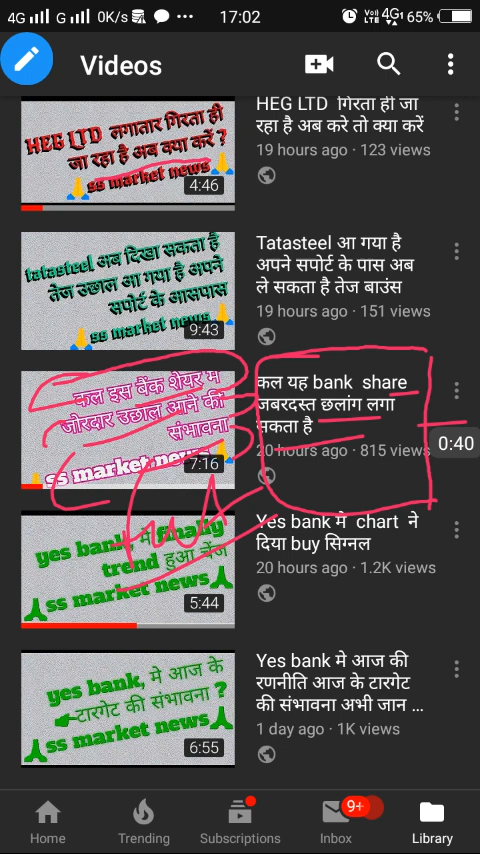 4G G 0K/s ••• 17:02 VoLTE 4G 65%
Videos
HEG LTD लगातार गिरता ही
जा रहा है अब क्या करें ?
ss market news
4:46
HEG LTD गिरता ही जा
रहा है अब करे तो क्या करें
19 hours ago · 123 views
tatasteel अब दिखा सकता है
तेज उछाल आ गया है अपने
सपोर्ट के आसपास
ss market news
9:43
Tatasteel आ गया है
अपने सपोर्ट के पास अब
ले सकता है तेज बाउंस
19 hours ago · 151 views
कल इस बैंक शेयर मे
जोरदार उछाल आने की
संभावना
ss market news
7:16
कल यह bank share
जबरदस्त छलांग लगा
सकता है
20 hours ago · 815 views
0:40
yes bank, मे finally
trend हुआ चेंज
ss market news
5:44
Yes bank मे chart ने
दिया buy सिग्नल
20 hours ago · 1.2K views
yes bank, मे आज के
टारगेट की संभावना ?
ss market news
6:55
Yes bank मे आज की
रणनीति आज के टारगेट
की संभावना अभी जान ...
1 day ago · 1K views
9+
Home Trending Subscriptions Inbox Library